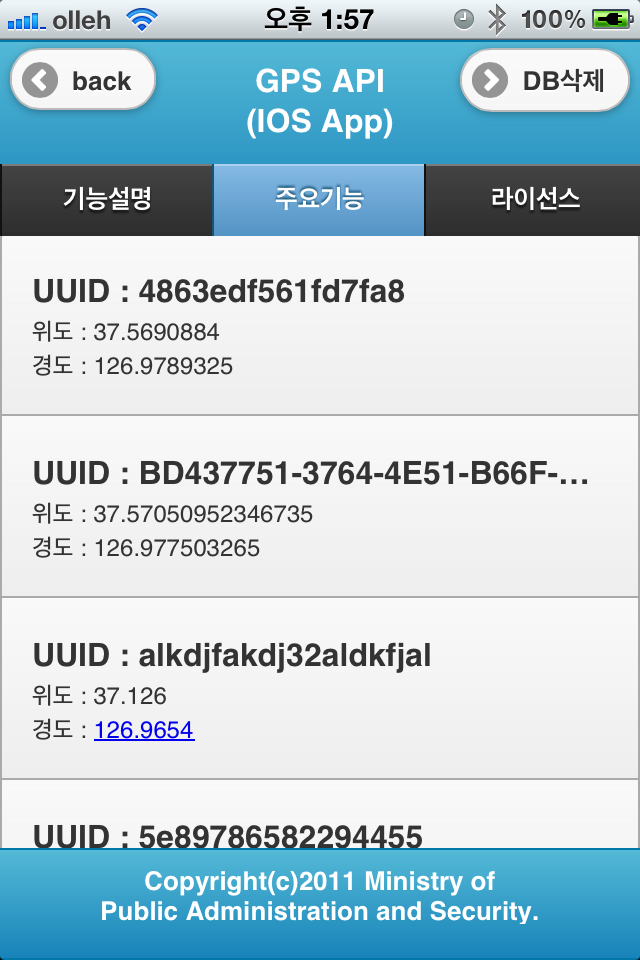 olleh 오후 1:57 100%
back
GPS API
(IOS App)
DB삭제
기능설명 주요기능 라이선스
UUID : 4863edf561fd7fa8
위도 : 37.5690884
경도 : 126.9789325
UUID : BD437751-3764-4E51-B66F-...
위도 : 37.57050952346735
경도 : 126.977503265
UUID : alkdjfakdj32aldkfjal
위도 : 37.126
경도 : 126.9654
UUID : 5e89786582294455
Copyright(c)2011 Ministry of
Public Administration and Security.